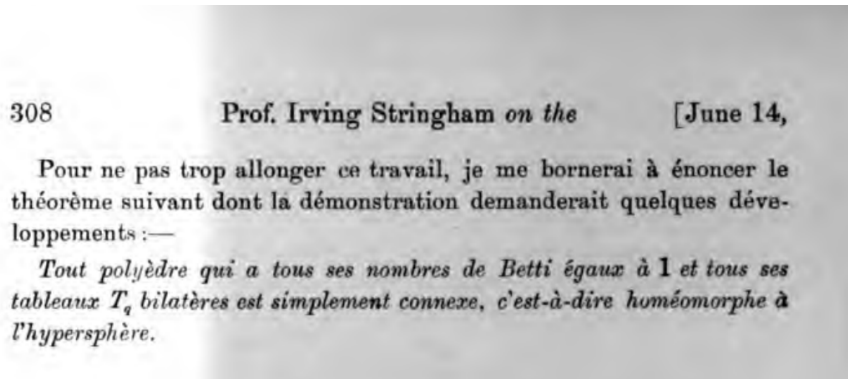 308 Prof. Irving Stringham on the [June 14,
Pour ne pas trop allonger ce travail, je me bornerai à énoncer le
théorème suivant dont la démonstration demanderait quelques déve-
loppements :—
Tout polyèdre qui a tous ses nombres de Betti égaux à 1 et tous ses
tableaux T_q bilatères est simplement connexe, c'est-à-dire homéomorphe à
l'hypersphère.